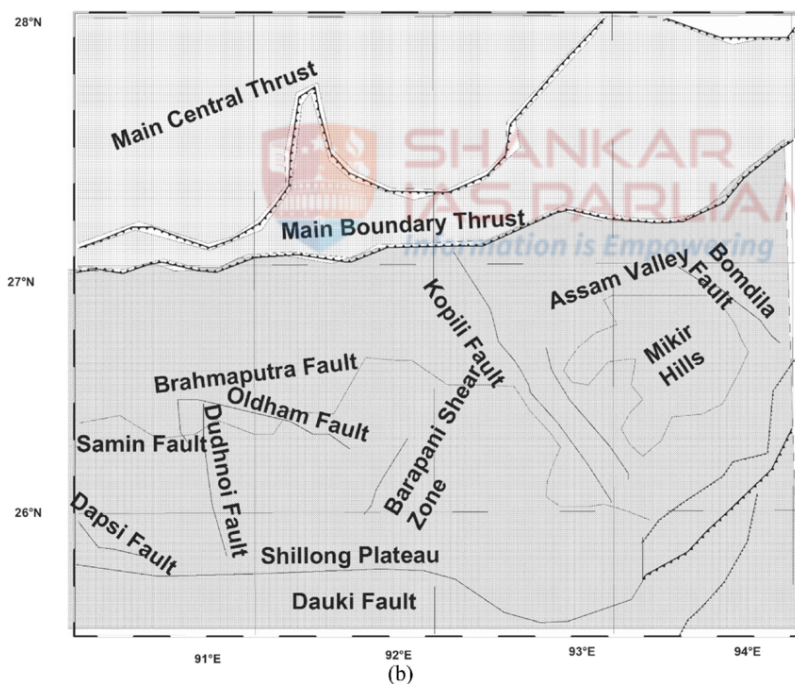 28°N
Main Central Thrust
SHANKAR
IAS PARLIAM
Information is Empowering
Main Boundary Thrust
27°N
Assam Valley
Bomdila
Fault
Kopili Fault
Mikir
Hills
Brahmaputra Fault
Oldham Fault
Samin Fault
Dudhnoi Fault
Barapani Shear
Zone
26°N
Dapsi Fault
Shillong Plateau
Dauki Fault
91°E
92°E
93°E
94°E
(b)